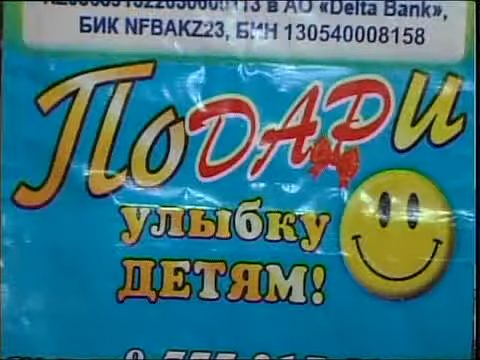 в АО «Delta Bank»,
БИК NFBAKZ23, БИН 130540008158
ПоДАРи
улыбку
ДЕТЯМ!